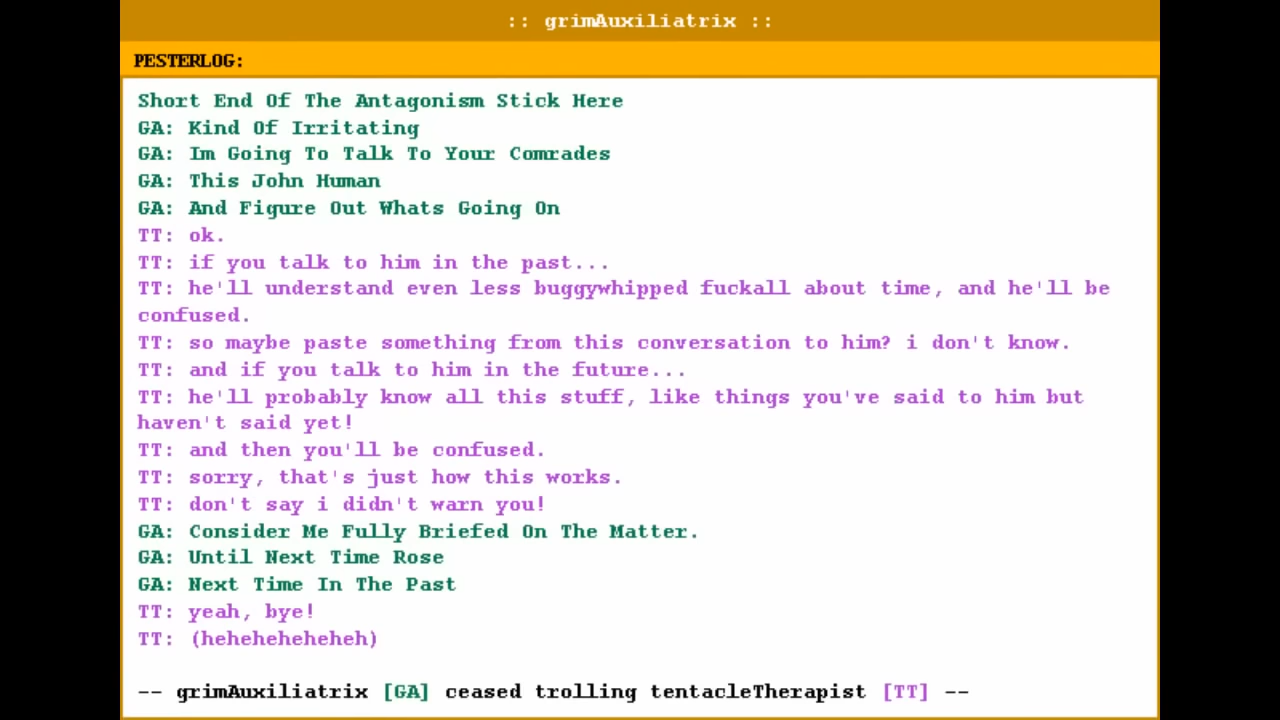 :: grimAuxiliatrix ::
PESTERLOG:
Short End Of The Antagonism Stick Here
GA: Kind Of Irritating
GA: Im Going To Talk To Your Comrades
GA: This John Human
GA: And Figure Out Whats Going On
TT: ok.
TT: if you talk to him in the past...
TT: he'll understand even less buggywhipped fuckall about time, and he'll be
confused.
TT: so maybe paste something from this conversation to him? i don't know.
TT: and if you talk to him in the future...
TT: he'll probably know all this stuff, like things you've said to him but
haven't said yet!
TT: and then you'll be confused.
TT: sorry, that's just how this works.
TT: don't say i didn't warn you!
GA: Consider Me Fully Briefed On The Matter.
GA: Until Next Time Rose
GA: Next Time In The Past
TT: yeah, bye!
TT: (heheheheheheh)
-- grimAuxiliatrix [GA] ceased trolling tentacleTherapist [TT] --